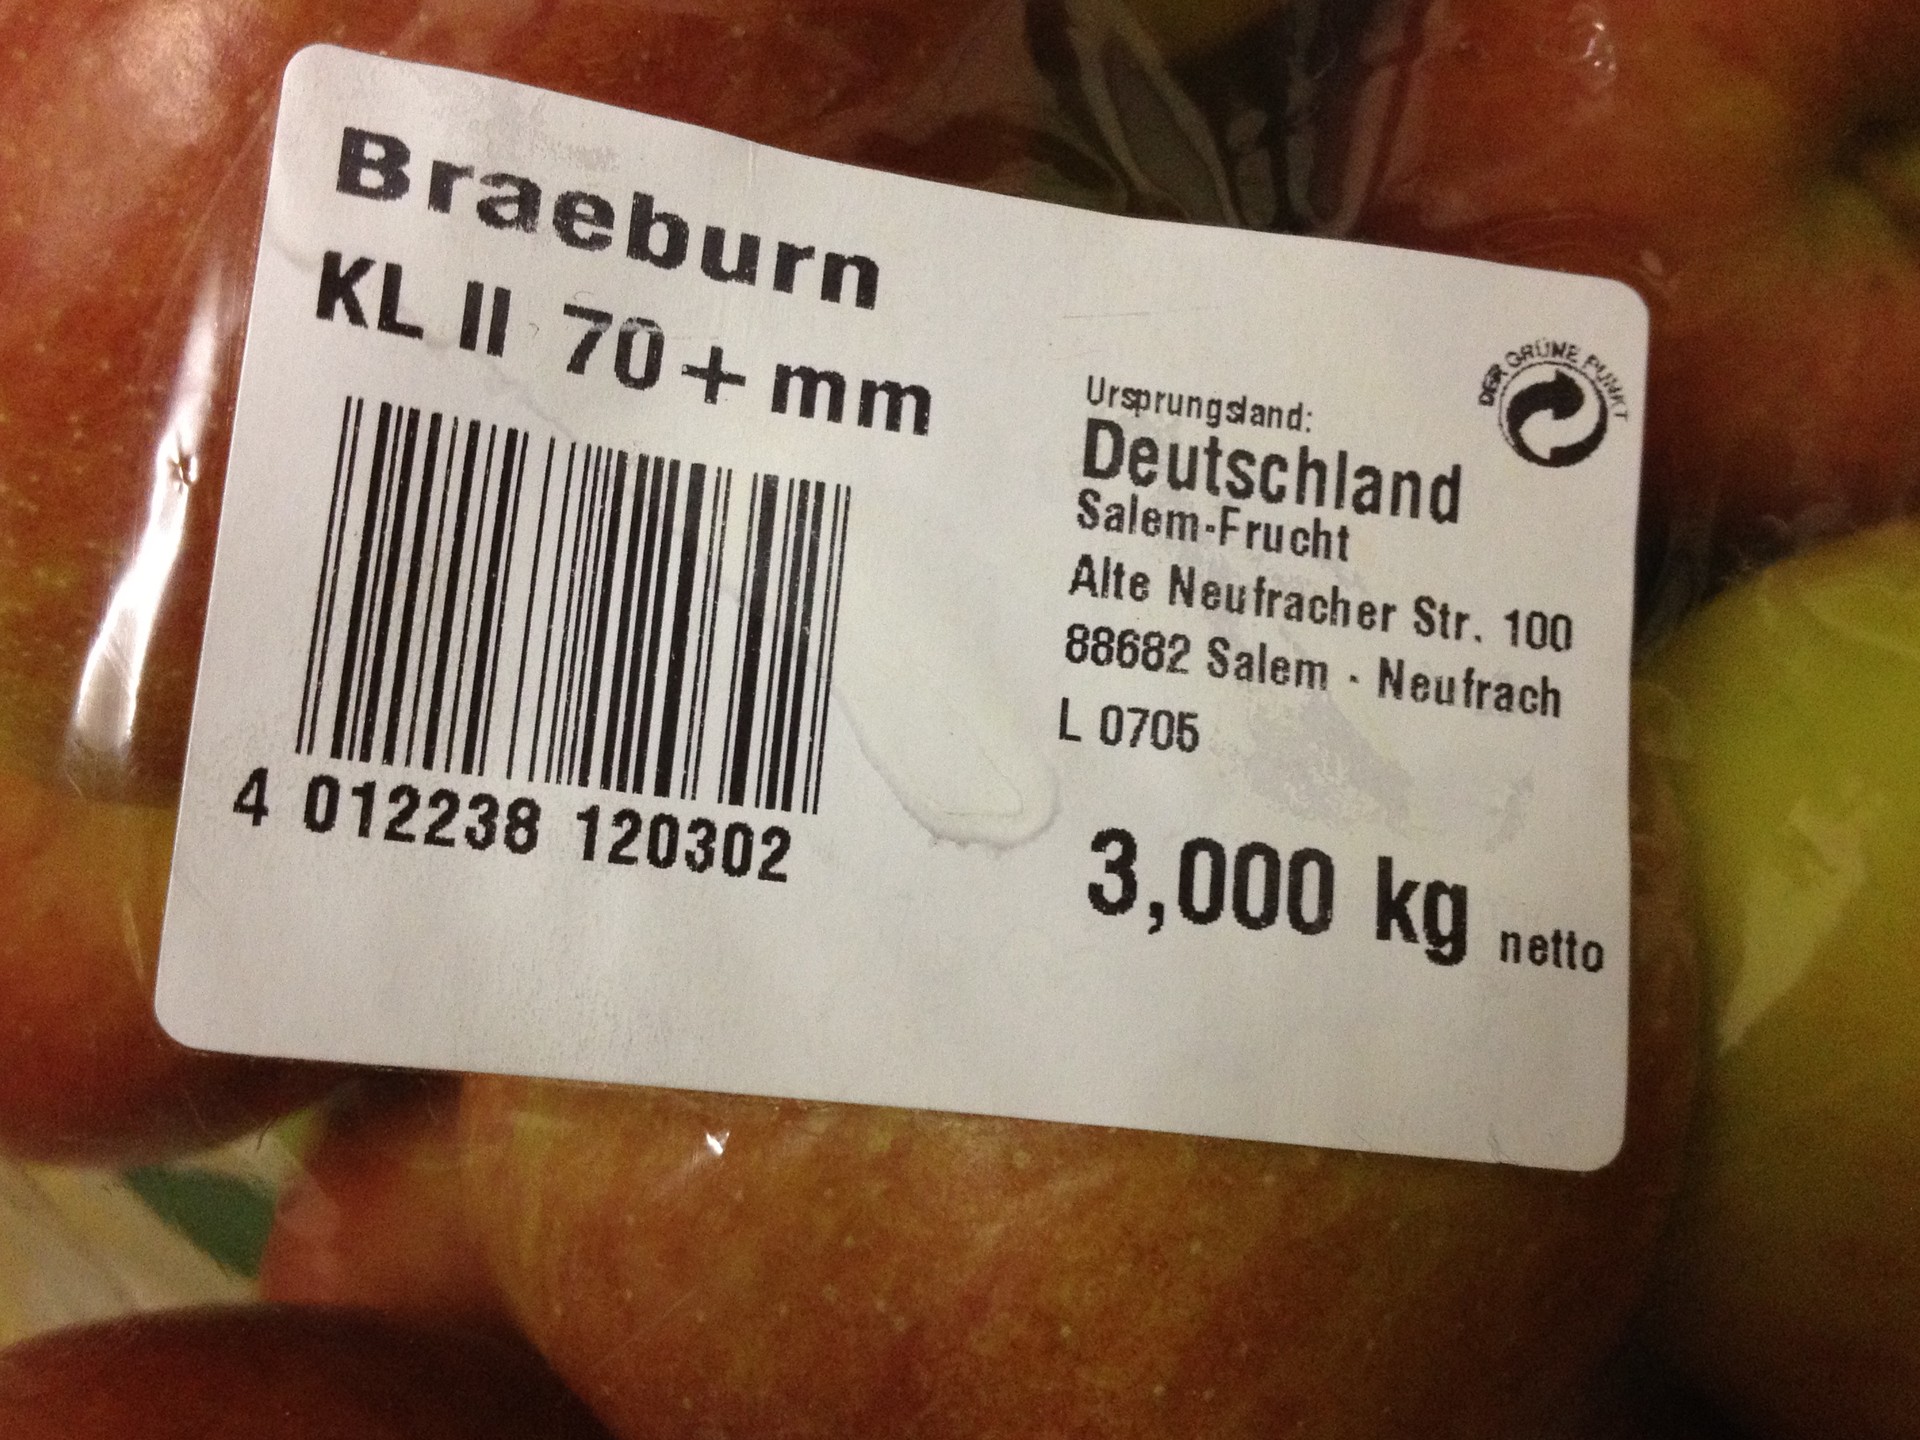 Braeburn
KL II 70+mm
4 012238 120302
DER GRÜNE PUNKT
Ursprungsland:
Deutschland
Salem-Frucht
Alte Neufracher Str. 100
88682 Salem · Neufrach
L 0705
3,000 kg netto